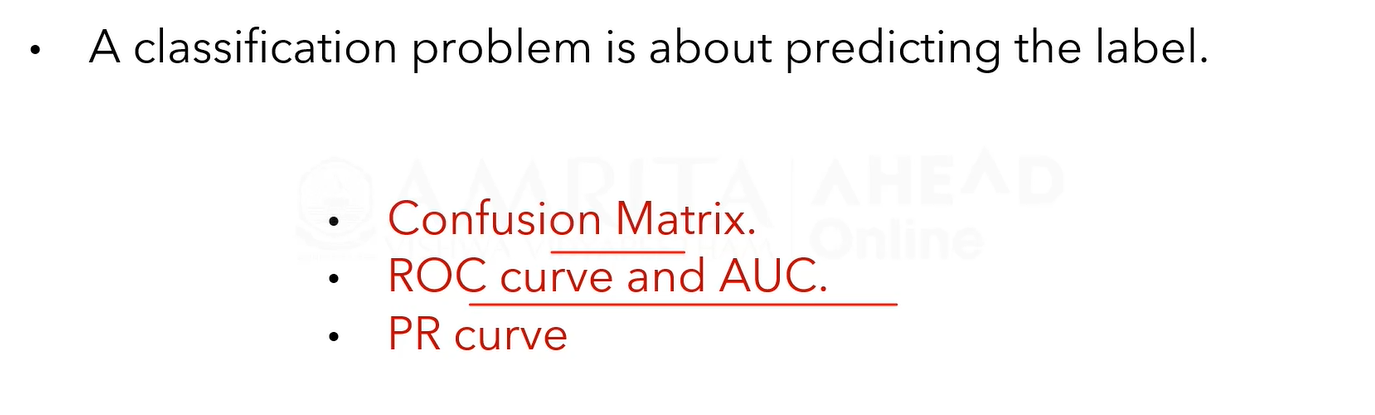 • A classification problem is about predicting the label.
AMRITA AHEAD
Online
• Confusion Matrix.
• ROC curve and AUC.
• PR curve